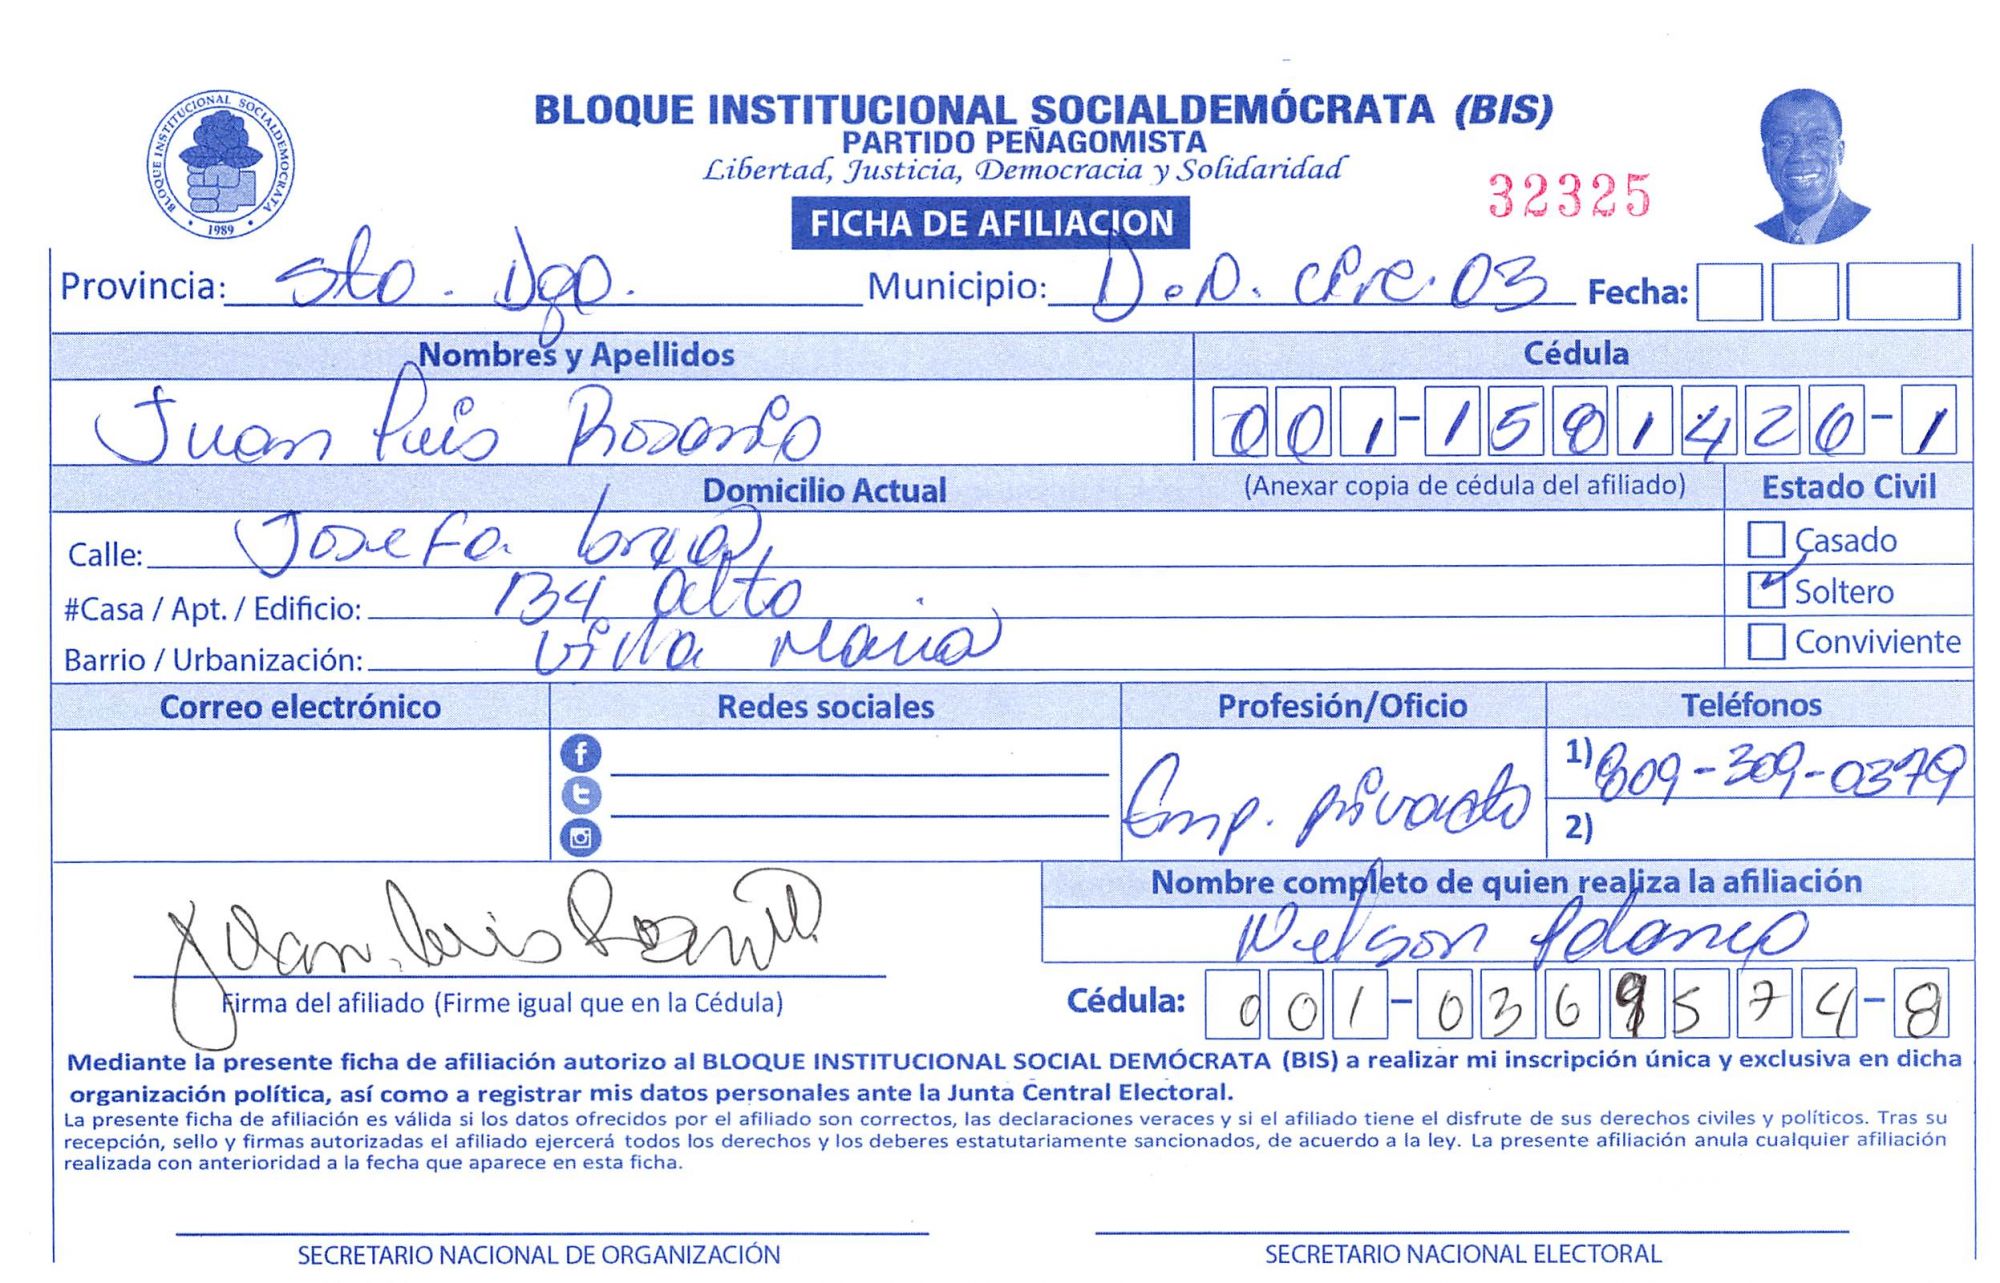 BLOQUE INSTITUCIONAL SOCIALDEMOCRATA
1989
BLOQUE INSTITUCIONAL SOCIALDEMÓCRATA (BIS)
PARTIDO PEÑAGOMISTA
Libertad, Justicia, Democracia y Solidaridad
32325
FICHA DE AFILIACION
Provincia: Sto. Dgo. Municipio: D.N. Circ. 03 Fecha:
Nombres y Apellidos Cédula
Juan Luis Rosario 001-1501426-1
Domicilio Actual (Anexar copia de cédula del afiliado) Estado Civil
Calle: Josefa Brea Casado
#Casa / Apt. / Edificio: 134 alto Soltero
Barrio / Urbanización: Villa Maria Conviviente
Correo electrónico Redes sociales Profesión/Oficio Teléfonos
Emp. privado 1) 809-309-0379
2)
Nombre completo de quien realiza la afiliación
Juan Luis Rosario
Nelson Polanco
Firma del afiliado (Firme igual que en la Cédula) Cédula: 001-0369574-8
Mediante la presente ficha de afiliación autorizo al BLOQUE INSTITUCIONAL SOCIAL DEMÓCRATA (BIS) a realizar mi inscripción única y exclusiva en dicha
organización política, así como a registrar mis datos personales ante la Junta Central Electoral.
La presente ficha de afiliación es válida si los datos ofrecidos por el afiliado son correctos, las declaraciones veraces y si el afiliado tiene el disfrute de sus derechos civiles y políticos. Tras su
recepción, sello y firmas autorizadas el afiliado ejercerá todos los derechos y los deberes estatutariamente sancionados, de acuerdo a la ley. La presente afiliación anula cualquier afiliación
realizada con anterioridad a la fecha que aparece en esta ficha.
SECRETARIO NACIONAL DE ORGANIZACIÓN SECRETARIO NACIONAL ELECTORAL